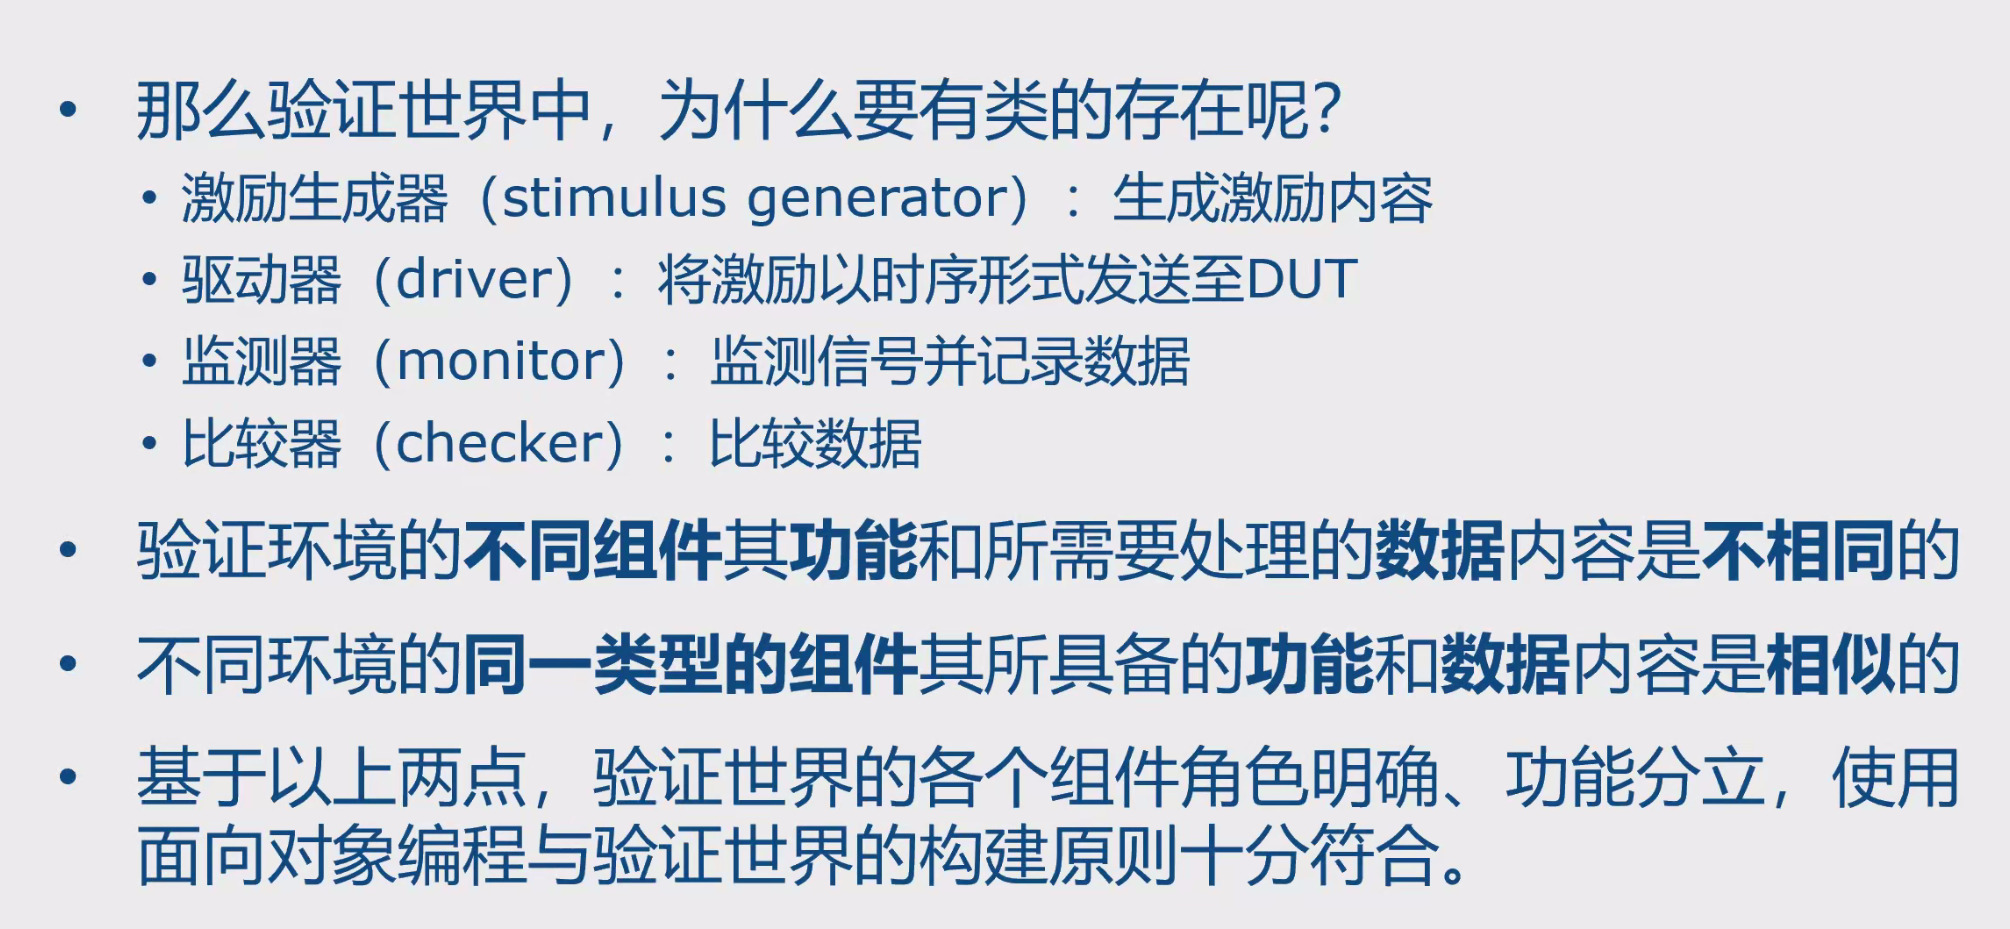 • 那么验证世界中，为什么要有类的存在呢？
• 激励生成器（stimulus generator）：生成激励内容
• 驱动器（driver）：将激励以时序形式发送至DUT
• 监测器（monitor）：监测信号并记录数据
• 比较器（checker）：比较数据
• 验证环境的不同组件其功能和所需要处理的数据内容是不相同的
• 不同环境的同一类型的组件其所具备的功能和数据内容是相似的
• 基于以上两点，验证世界的各个组件角色明确、功能分立，使用
面向对象编程与验证世界的构建原则十分符合。